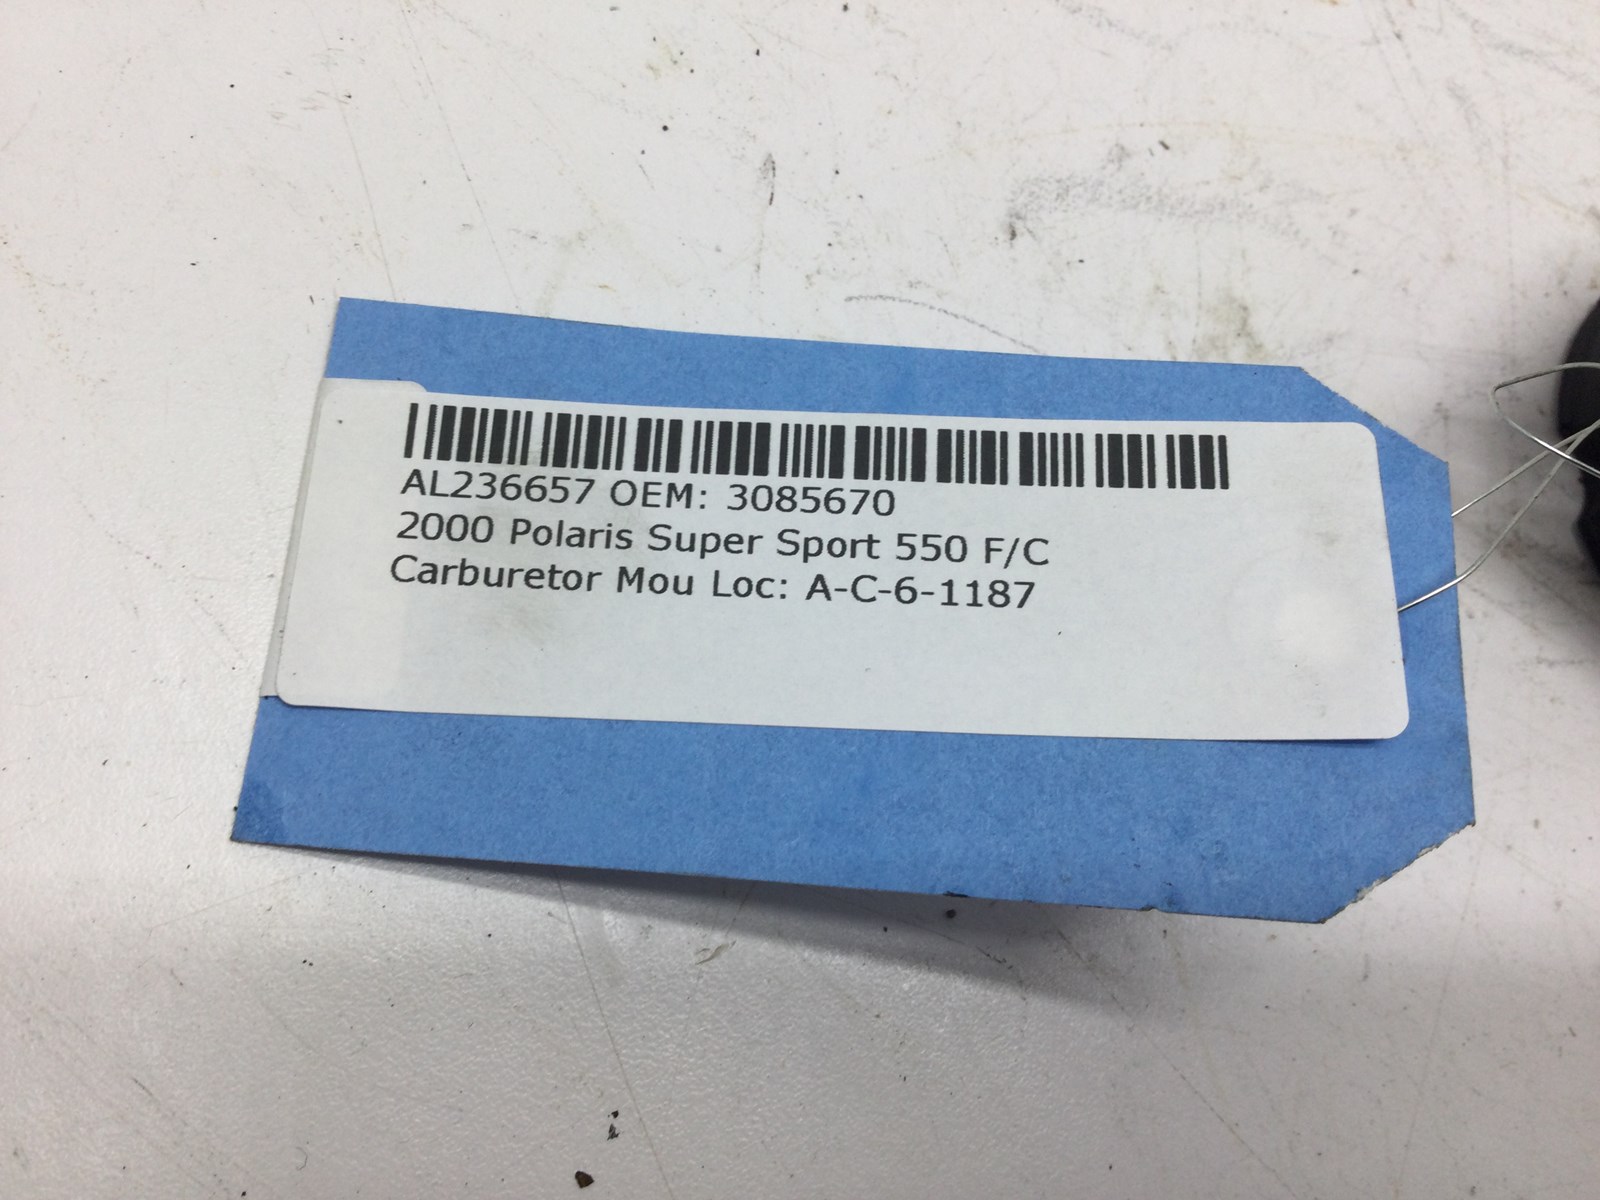 AL236657 OEM: 3085670
2000 Polaris Super Sport 550 F/C
Carburetor Mou Loc: A-C-6-1187